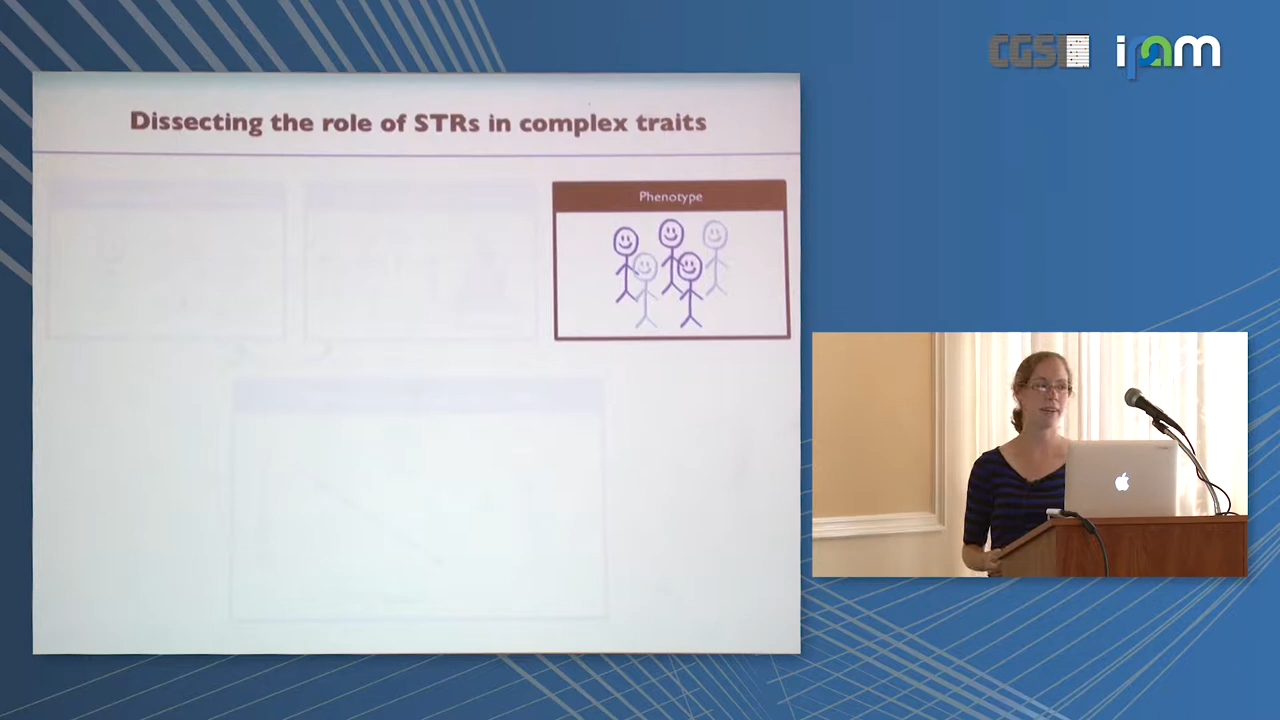 CGSI
ipam
Dissecting the role of STRs in complex traits
Phenotype